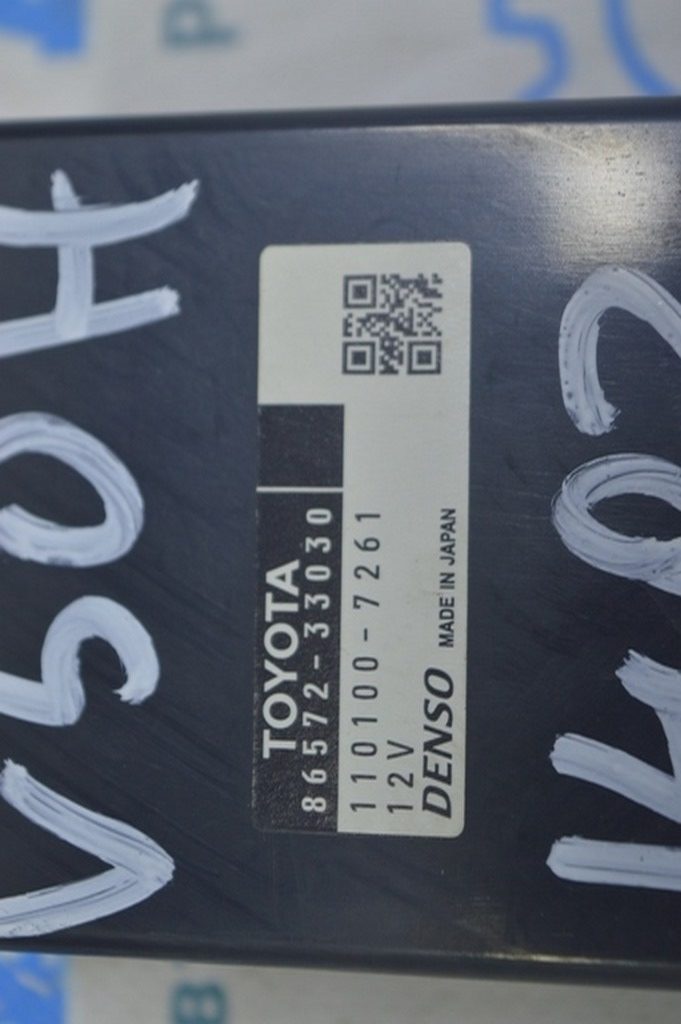 V50H
TOYOTA
86572-33030
110100-7261
12V
DENSO MADE IN JAPAN